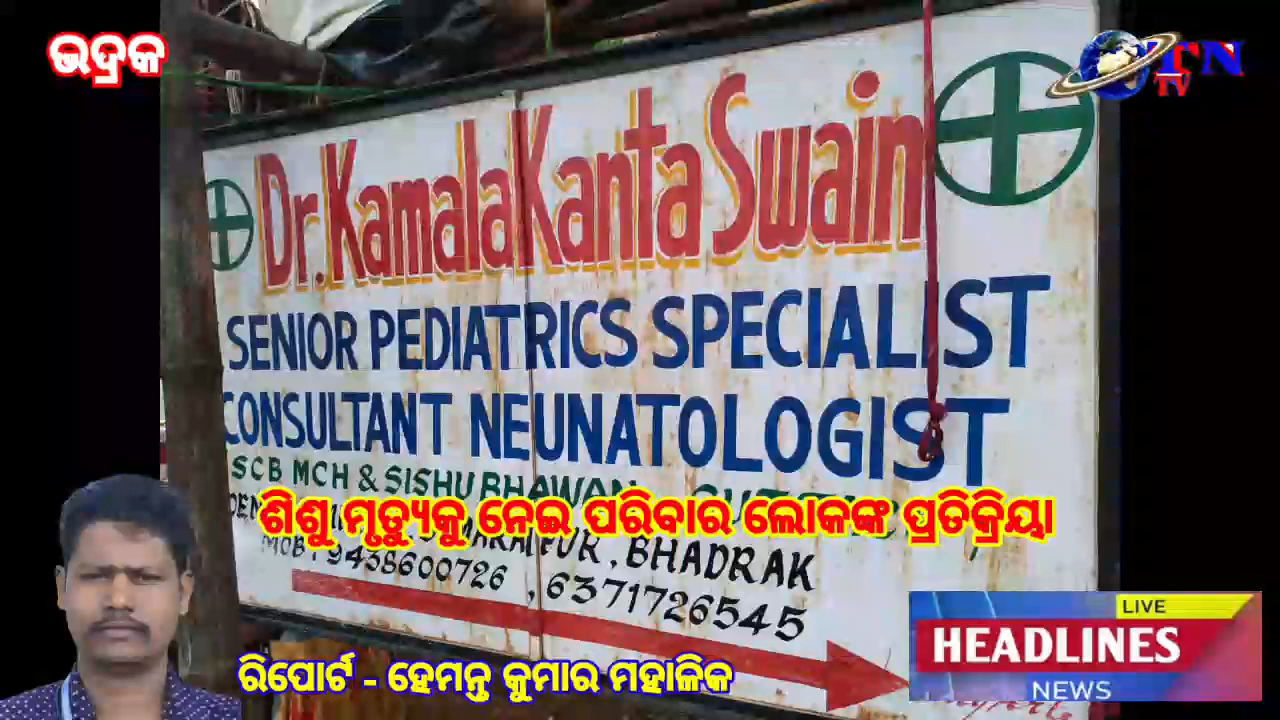 ଭଦ୍ରକ
TN
TV
Dr. Kamala Kanta Swain
SENIOR PEDIATRICS SPECIALIST
CONSULTANT NEUNATOLOGIST
SCB MCH & SISHU BHAWAN
ଶିଶୁ ମୃତ୍ୟୁକୁ ନେଇ ପରିବାର ଲୋକଙ୍କ ପ୍ରତିକ୍ରିୟା
, BHADRAK
MOB: 9438600726 , 6371726545
LIVE
HEADLINES
NEWS
ରିପୋର୍ଟ - ହେମନ୍ତ କୁମାର ମହାଳିକ